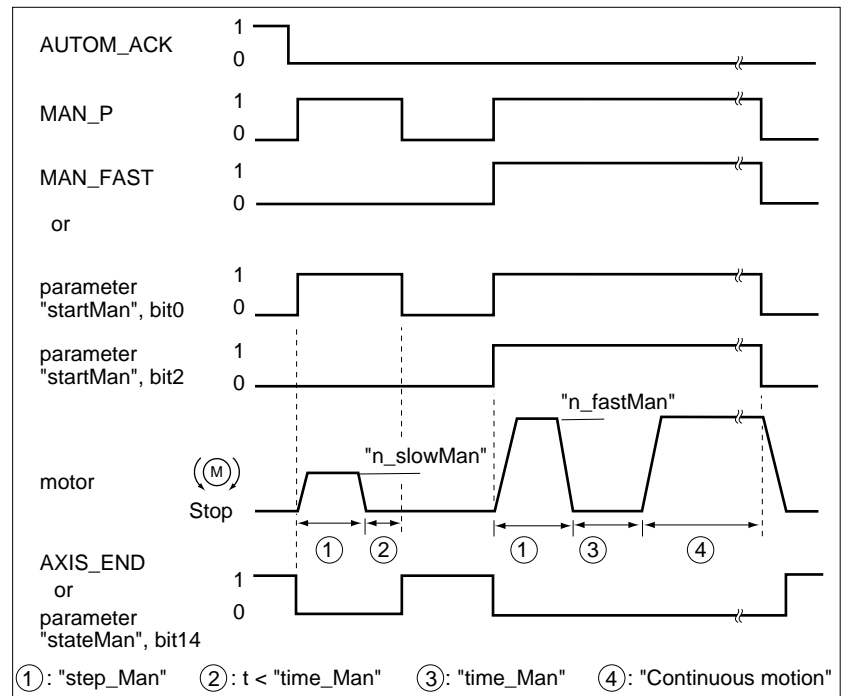 AUTOM_ACK
1
0
MAN_P
1
0
MAN_FAST
1
0
or
parameter
"startMan", bit0
1
0
parameter
"startMan", bit2
1
0
"n_fastMan"
"n_slowMan"
motor
M
Stop
1 2 1 3 4
AXIS_END
or
parameter
"stateMan", bit14
1
0
1: "step_Man" 2: t < "time_Man" 3: "time_Man" 4: "Continuous motion"